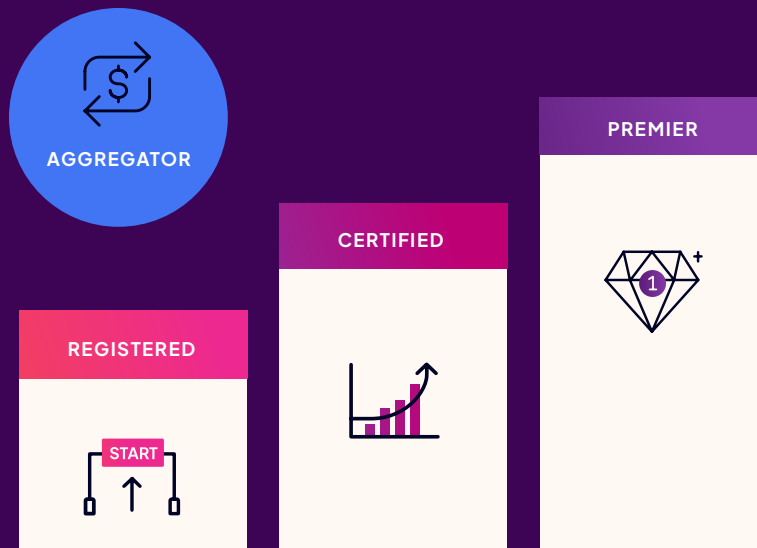 $
AGGREGATOR
PREMIER
1
CERTIFIED
REGISTERED
START